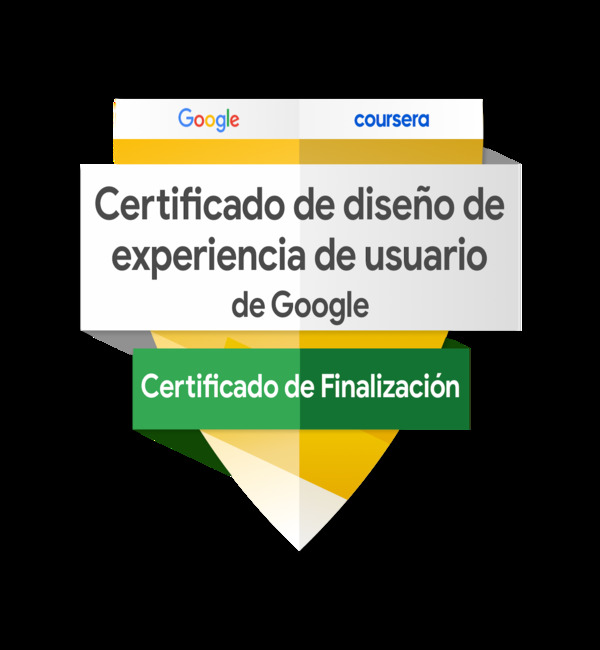 Google coursera
Certificado de diseño de
experiencia de usuario
de Google
Certificado de Finalización